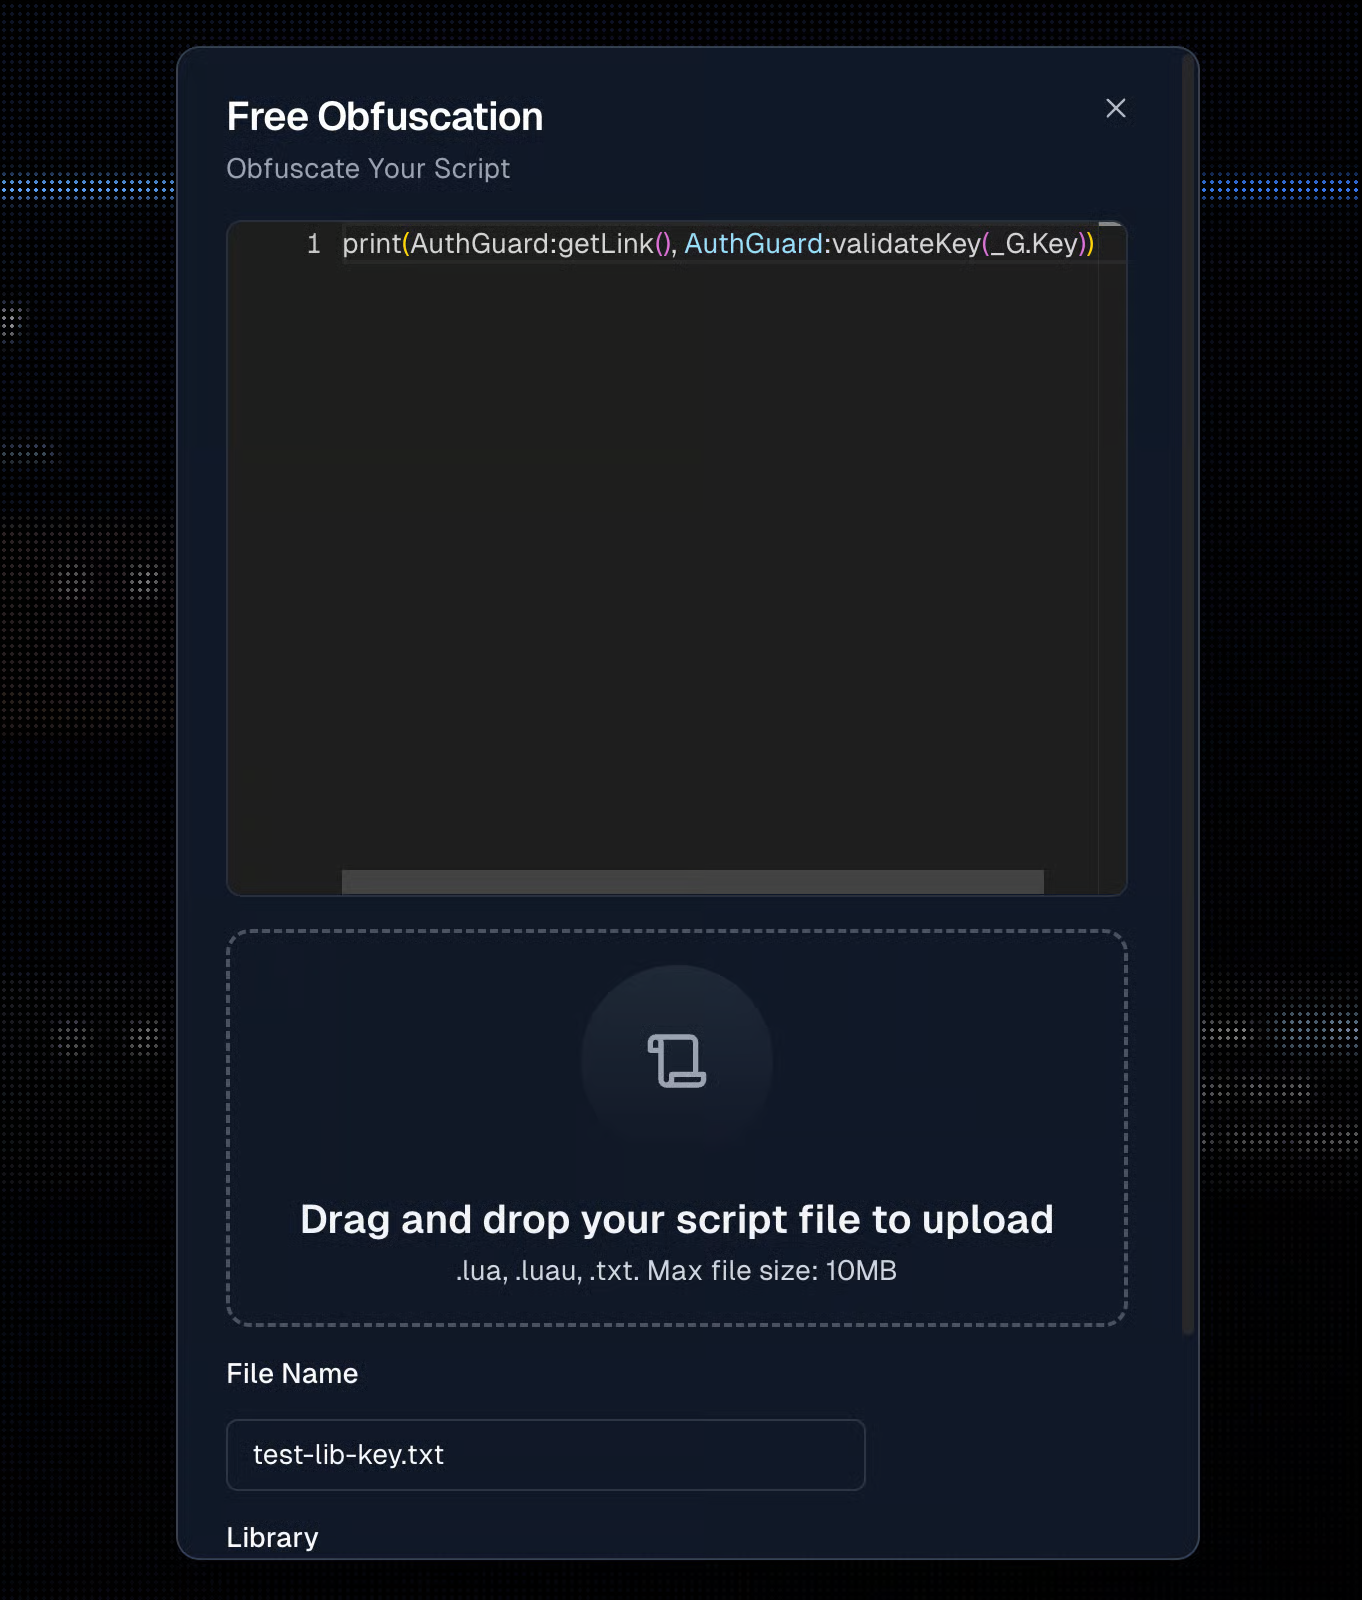 Free Obfuscation
Obfuscate Your Script
1 print(AuthGuard:getLink(), AuthGuard:validateKey(_G.Key))
Drag and drop your script file to upload
.lua, .luau, .txt. Max file size: 10MB
File Name
test-lib-key.txt
Library